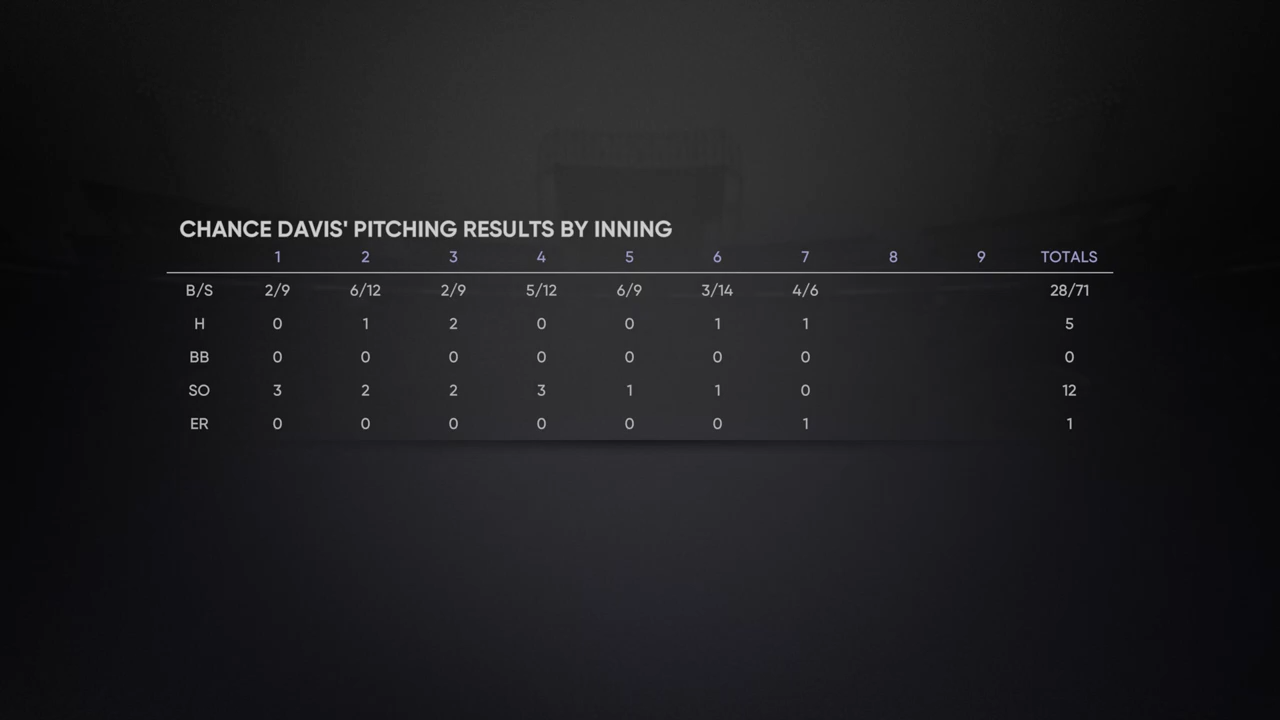 CHANCE DAVIS' PITCHING RESULTS BY INNING
1 2 3 4 5 6 7 8 9 TOTALS
B/S 2/9 6/12 2/9 5/12 6/9 3/14 4/6 28/71
H 0 1 2 0 0 1 1 5
BB 0 0 0 0 0 0 0 0
SO 3 2 2 3 1 1 0 12
ER 0 0 0 0 0 0 1 1